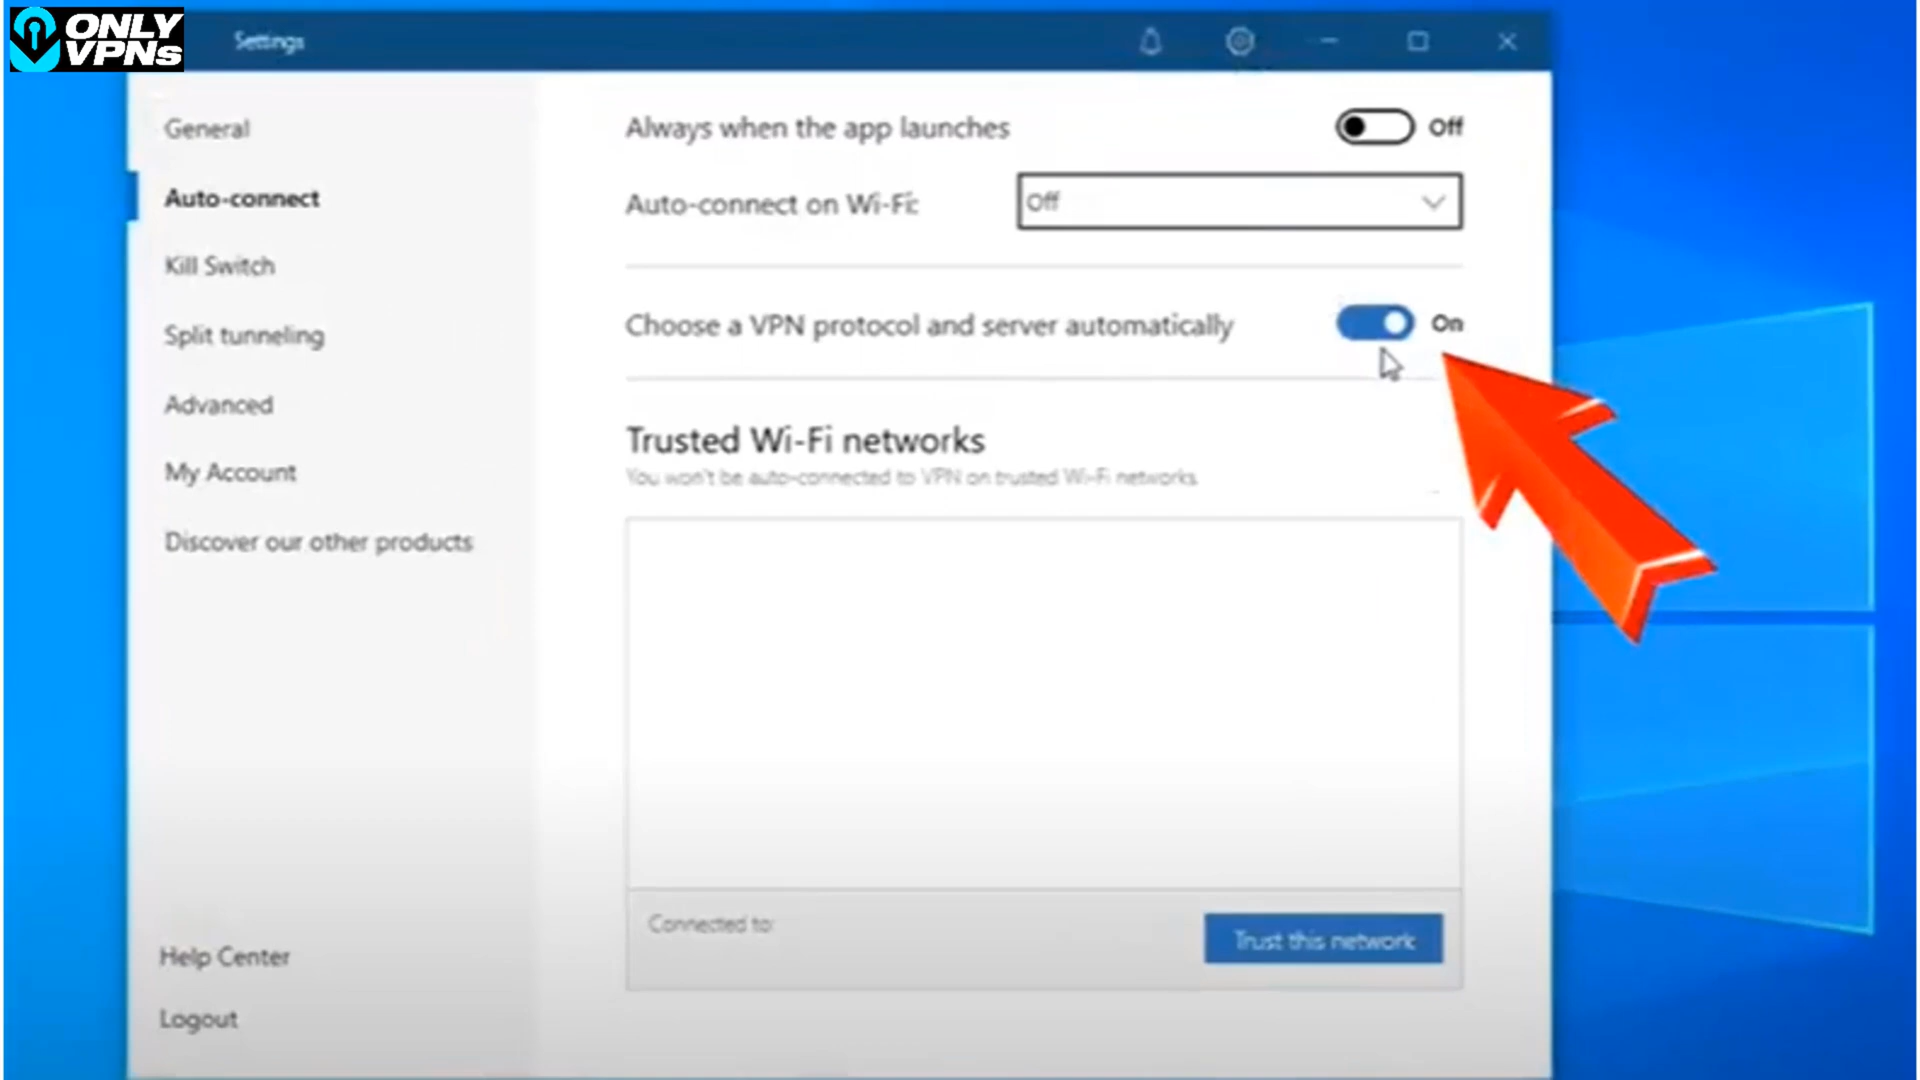 ONLY
VPNs
Settings
General
Auto-connect
Kill Switch
Split tunneling
Advanced
My Account
Discover our other products
Help Center
Logout
Always when the app launches
Off
Auto-connect on Wi-Fi:
Off
Choose a VPN protocol and server automatically
On
Trusted Wi-Fi networks
You won't be auto-connected to VPN on trusted Wi-Fi networks.
Connected to:
Trust this network